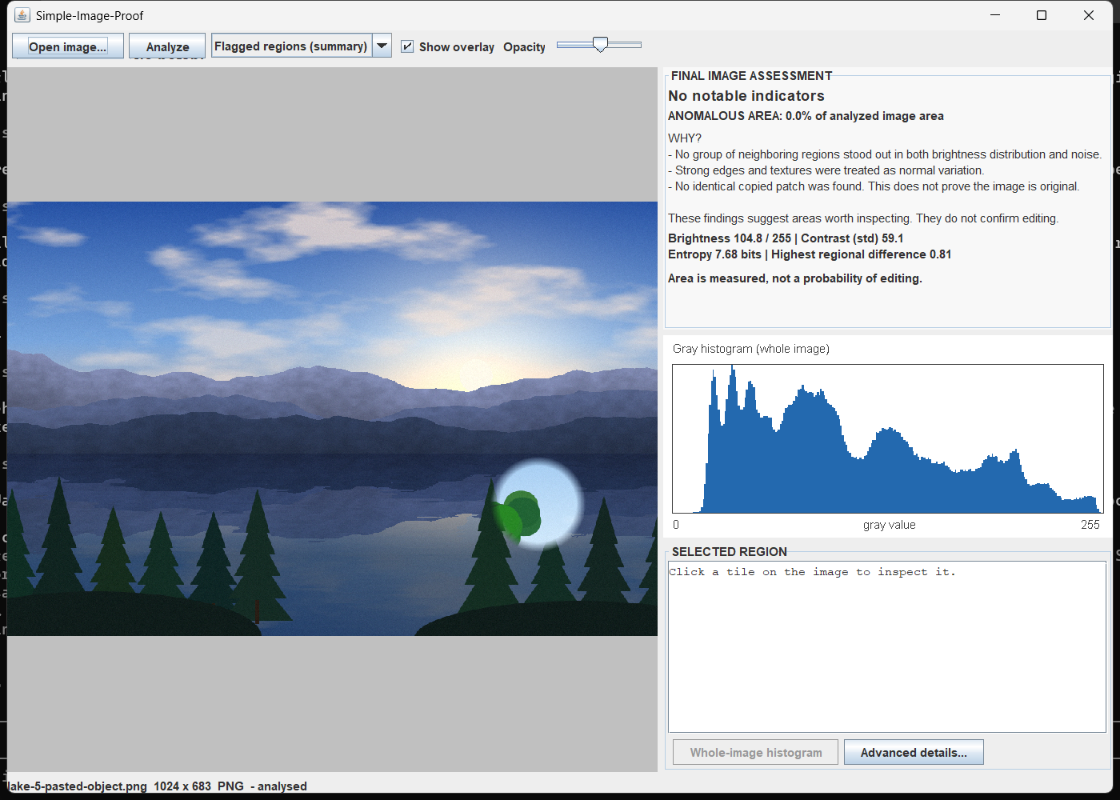 Simple-Image-Proof
Open image...
Analyze
Flagged regions (summary)
Show overlay
Opacity
FINAL IMAGE ASSESSMENT
No notable indicators
ANOMALOUS AREA: 0.0% of analyzed image area
WHY?
- No group of neighboring regions stood out in both brightness distribution and noise.
- Strong edges and textures were treated as normal variation.
- No identical copied patch was found. This does not prove the image is original.
These findings suggest areas worth inspecting. They do not confirm editing.
Brightness 104.8 / 255 | Contrast (std) 59.1
Entropy 7.68 bits | Highest regional difference 0.81
Area is measured, not a probability of editing.
Gray histogram (whole image)
0
gray value
255
SELECTED REGION
Click a tile on the image to inspect it.
Whole-image histogram
Advanced details...
lake-5-pasted-object.png 1024 x 683 PNG - analysed